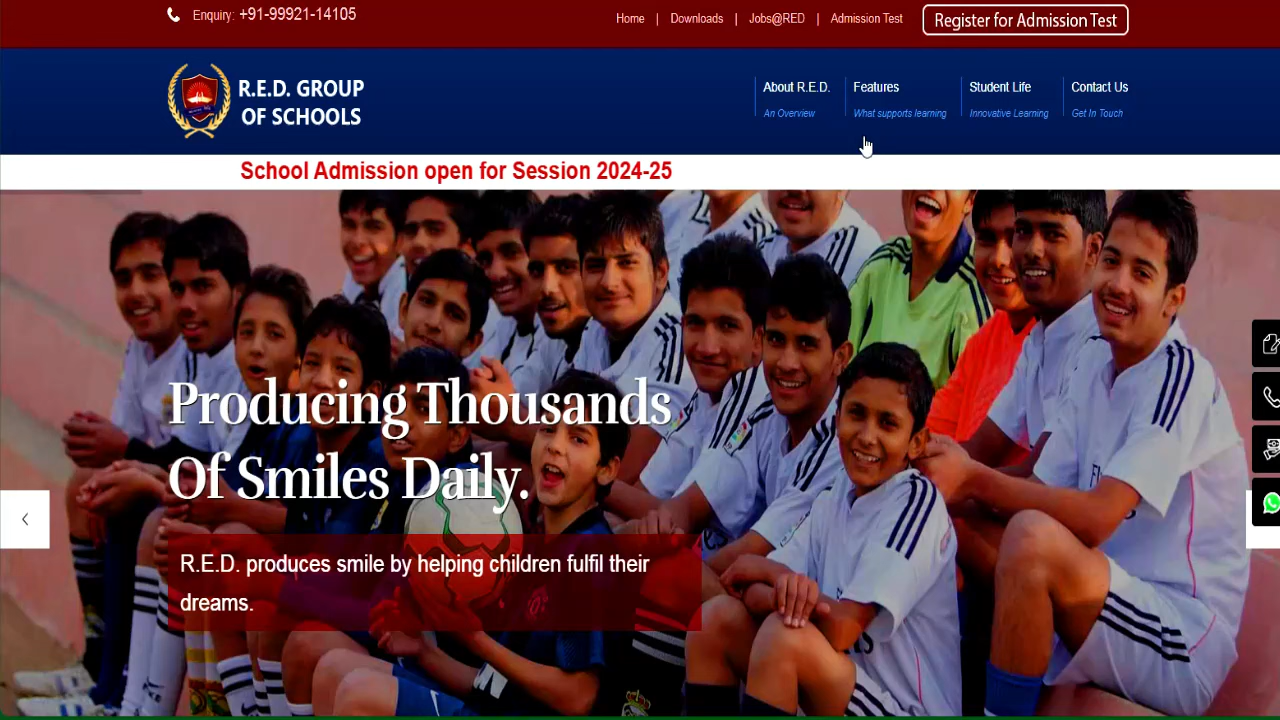 Enquiry: +91-99921-14105
Home | Downloads | Jobs@RED | Admission Test
Register for Admission Test
R.E.D. GROUP
OF SCHOOLS
About R.E.D.
An Overview
Features
What supports learning
Student Life
Innovative Learning
Contact Us
Get In Touch
School Admission open for Session 2024-25
Producing Thousands
Of Smiles Daily.
R.E.D. produces smile by helping children fulfil their
dreams.